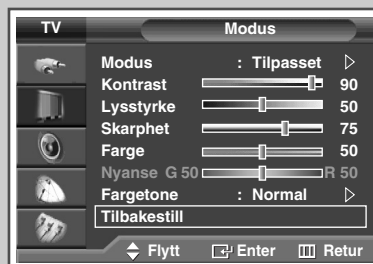 TV Modus
Modus : Tilpasset
Kontrast 90
Lysstyrke 50
Skarphet 75
Farge 50
Nyanse G 50 R 50
Fargetone : Normal
Tilbakestill
Flytt Enter Retur